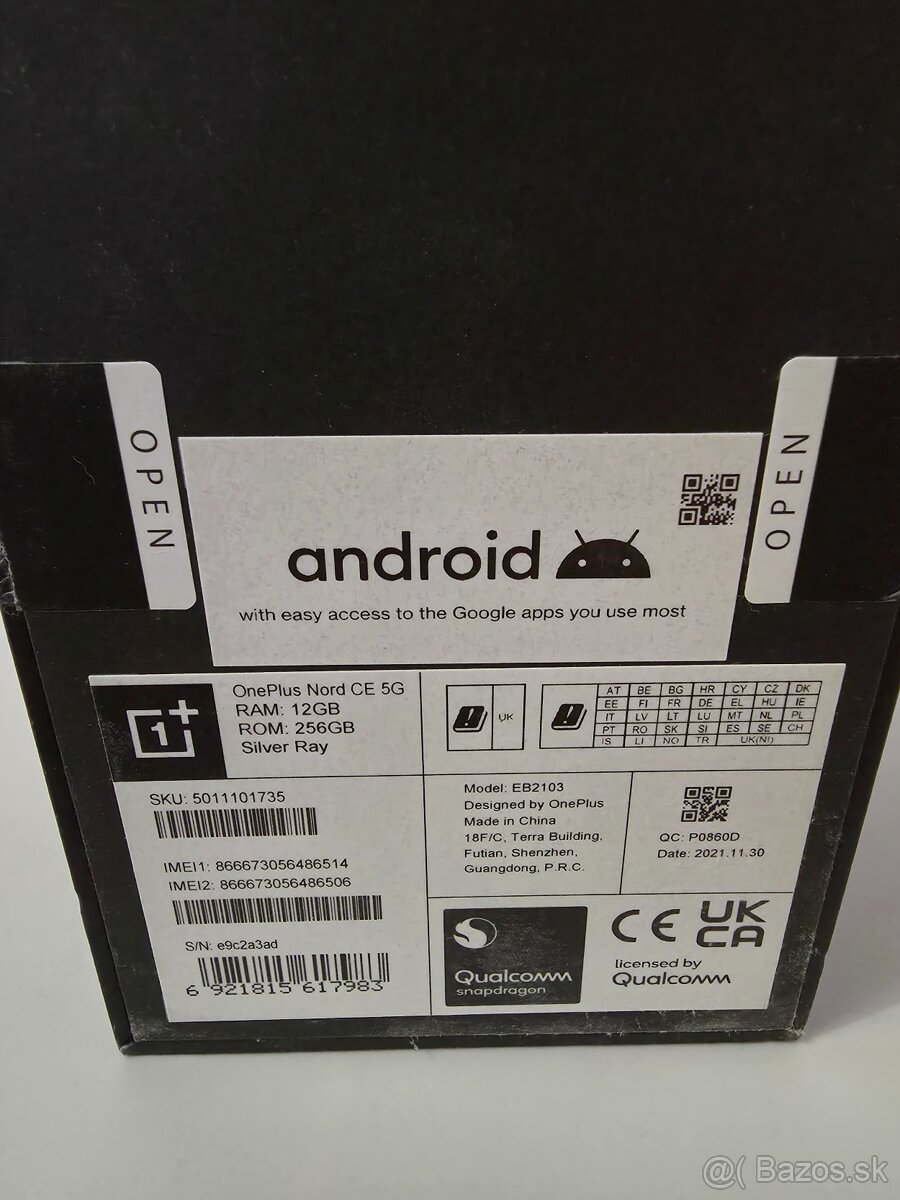 OPEN
OPEN
android
with easy access to the Google apps you use most
1+
OnePlus Nord CE 5G
RAM: 12GB
ROM: 256GB
Silver Ray
UK
AT BE BG HR CY CZ DK
EE FI FR DE EL HU IE
IT LV LT LU MT NL PL
PT RO SK SI ES SE CH
IS LI NO TR UK(NI)
SKU: 5011101735
IMEI1: 866673056486514
IMEI2: 866673056486506
S/N: e9c2a3ad
6 921815 617983
Model: EB2103
Designed by OnePlus
Made in China
18F/C, Terra Building,
Futian, Shenzhen,
Guangdong, P.R.C.
QC: P0860D
Date: 2021.11.30
Qualcomm
snapdragon
CE UK
CA
licensed by
Qualcomm
@( Bazos.sk